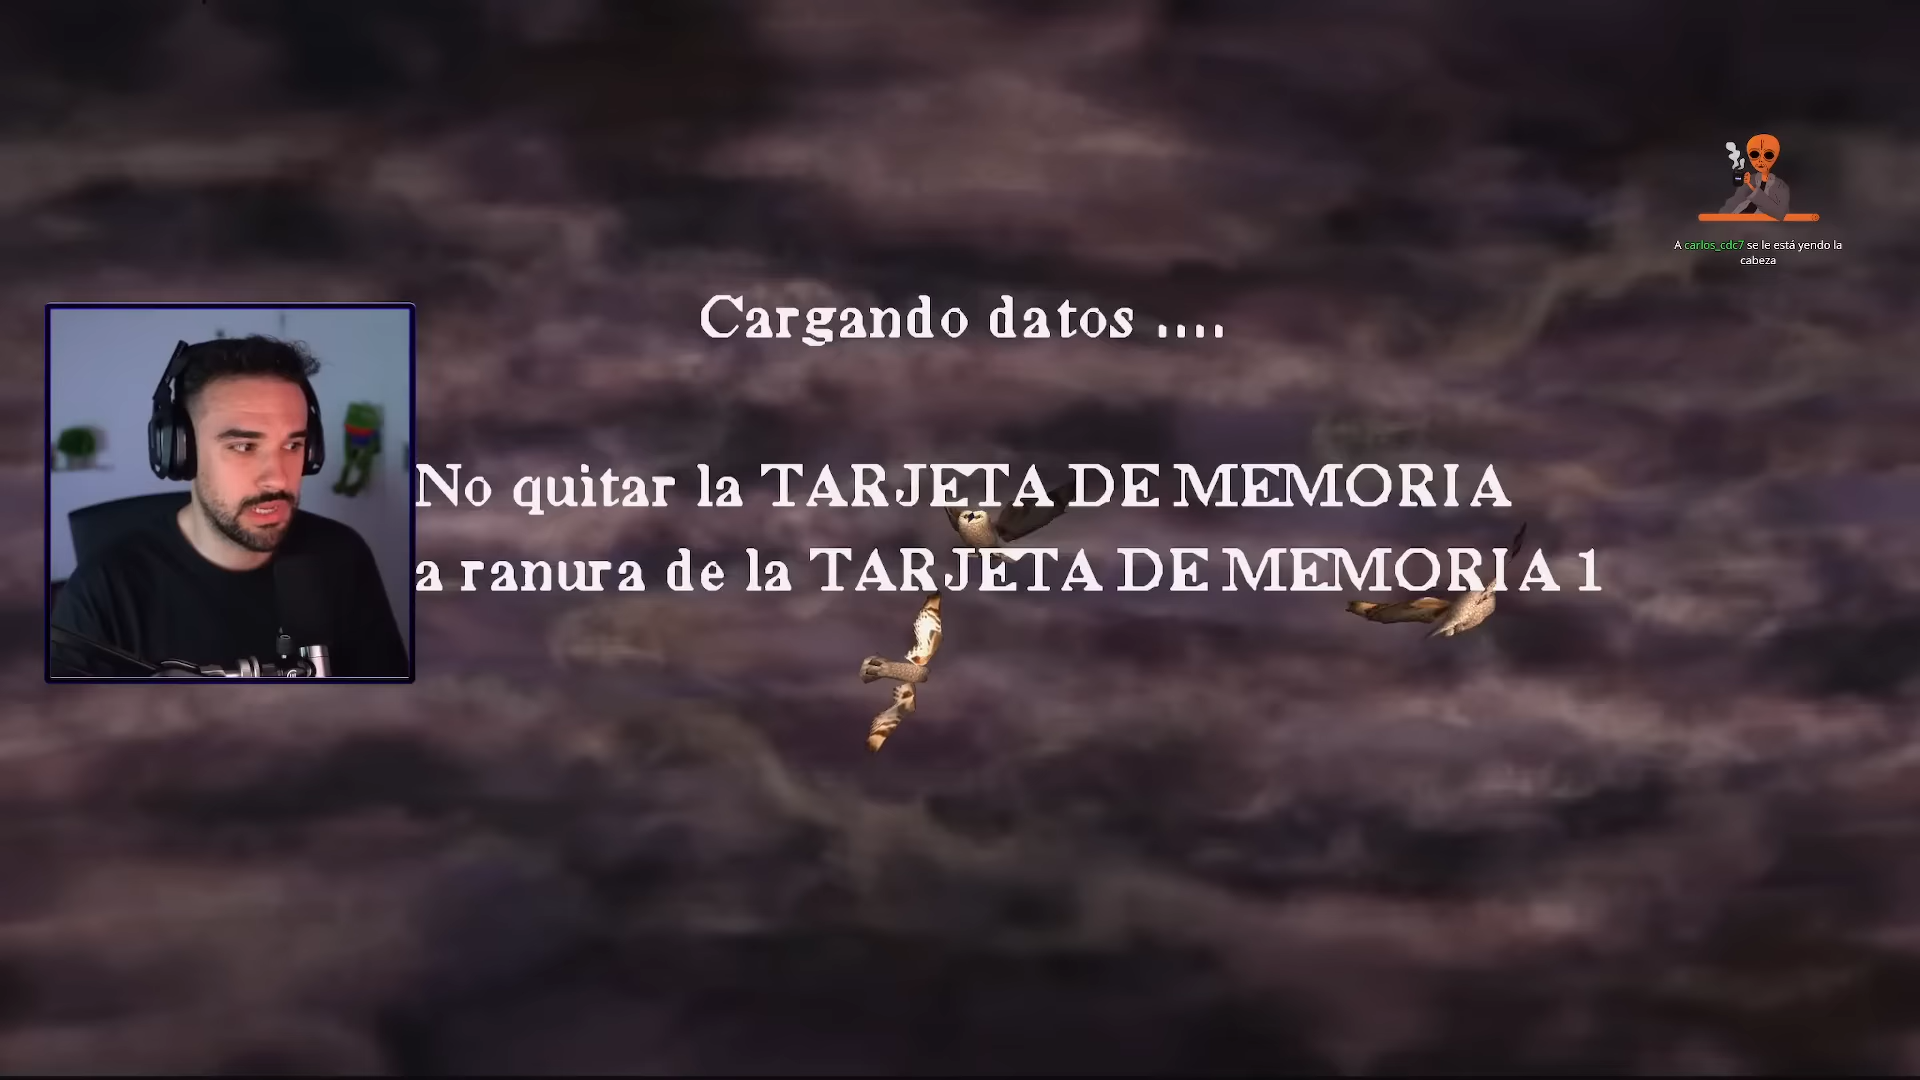 A carlos_cdc7 se le está yendo la
cabeza
Cargando datos ....
No quitar la TARJETA DE MEMORIA
a ranura de la TARJETA DE MEMORIA 1